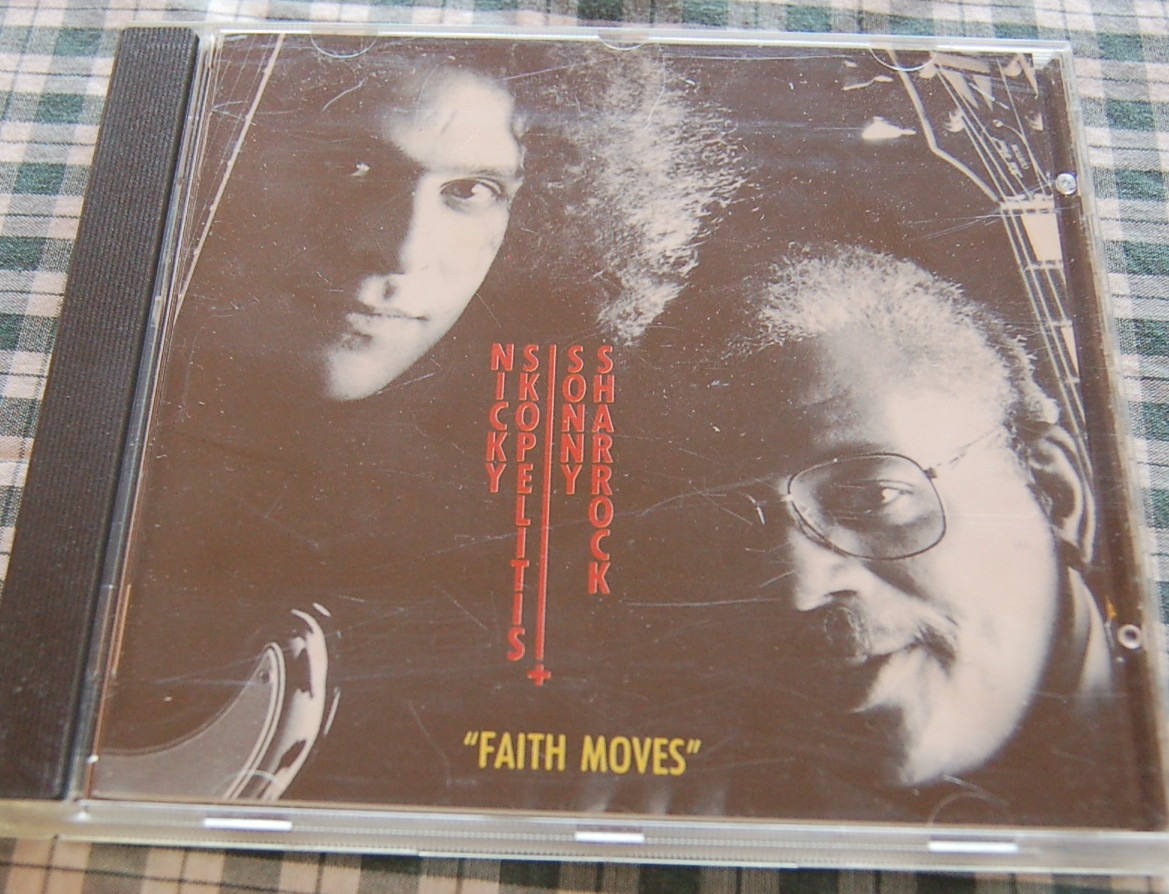 NICKY
SKOPELITIS
+
SONNY
SHARROCK
"FAITH MOVES"